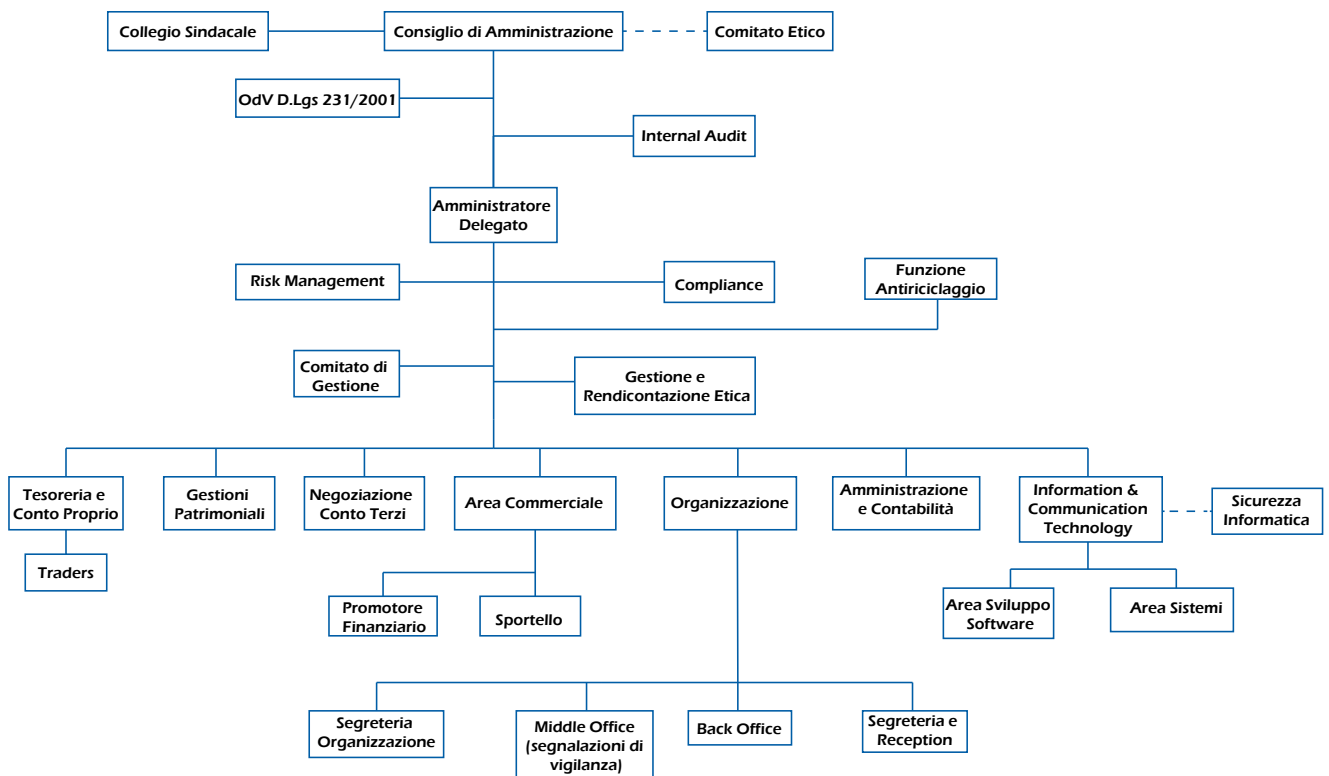 Collegio Sindacale
Consiglio di Amministrazione
Comitato Etico
OdV D.Lgs 231/2001
Internal Audit
Amministratore
Delegato
Risk Management
Compliance
Funzione
Antiriciclaggio
Comitato di
Gestione
Gestione e
Rendicontazione Etica
Tesoreria e
Conto Proprio
Gestioni
Patrimoniali
Negoziazione
Conto Terzi
Area Commerciale
Organizzazione
Amministrazione
e Contabilità
Information &
Communication
Technology
Sicurezza
Informatica
Traders
Promotore
Finanziario
Sportello
Area Sviluppo
Software
Area Sistemi
Segreteria
Organizzazione
Middle Office
(segnalazioni di
vigilanza)
Back Office
Segreteria e
Reception